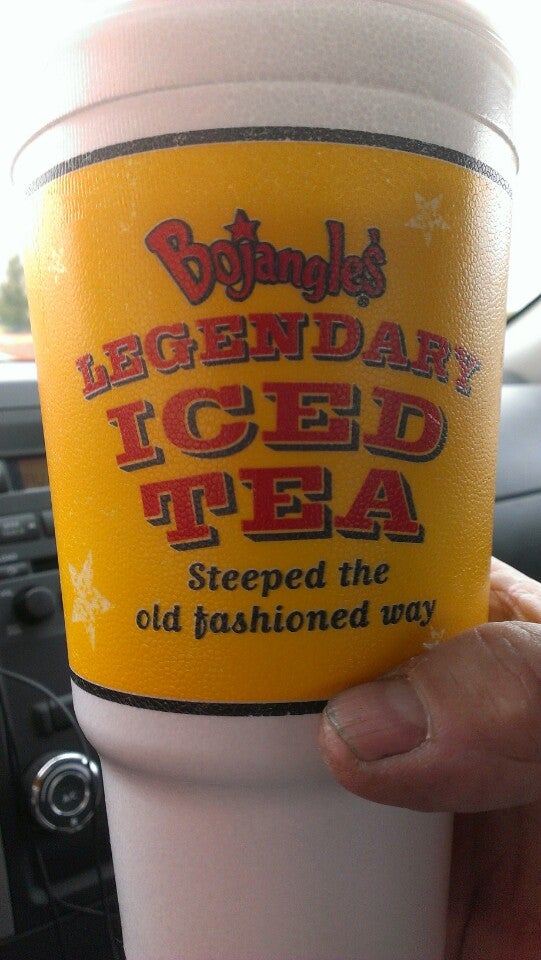 Bojangles'
LEGENDARY
ICED
TEA
Steeped the
old fashioned way